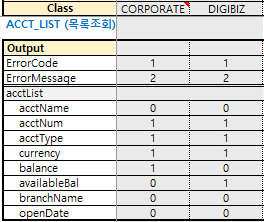 Class CORPORATE DIGIBIZ
ACCT_LIST (목록조회)
Output
ErrorCode 1 1
ErrorMessage 2 2
acctList
acctName 0 0
acctNum 1 1
acctType 1 1
currency 1 1
balance 1 0
availableBal 0 1
branchName 0 0
openDate 0 0